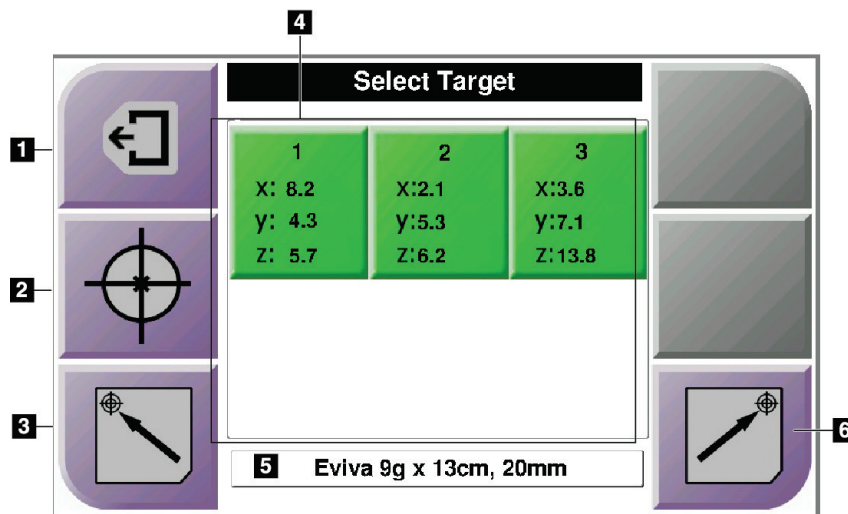 4
Select Target
1
2
3
1 2 3
x: 8.2 x:2.1 x:3.6
y: 4.3 y:5.3 y:7.1
z: 5.7 z:6.2 z:13.8
5 Eviva 9g x 13cm, 20mm
6